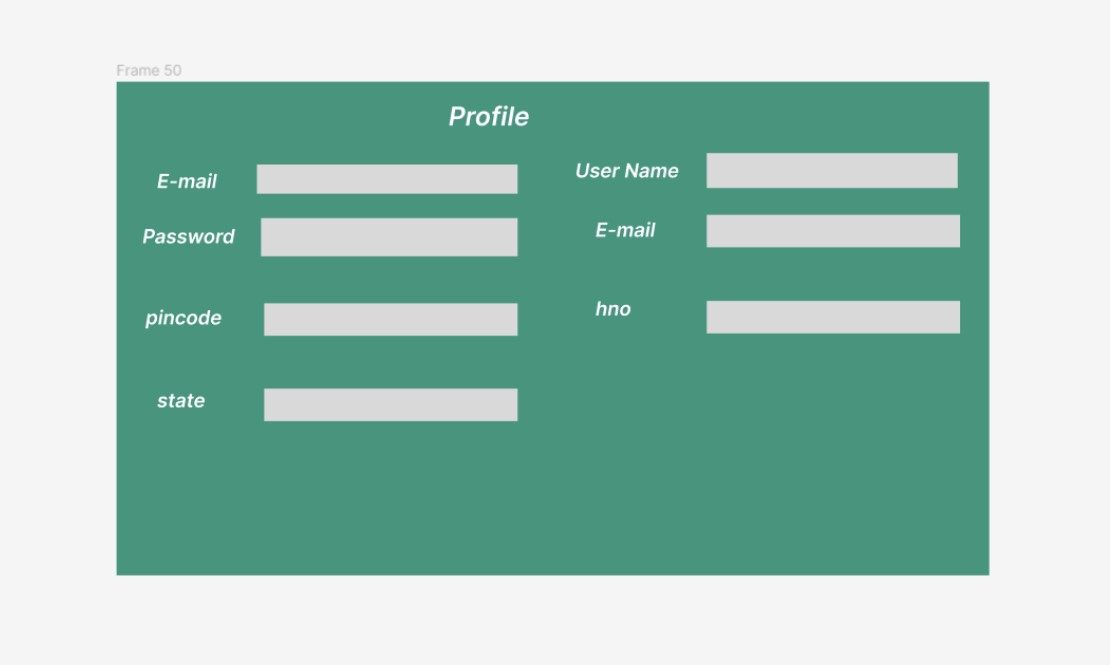 Frame 50
Profile
E-mail
User Name
Password
E-mail
pincode
hno
state